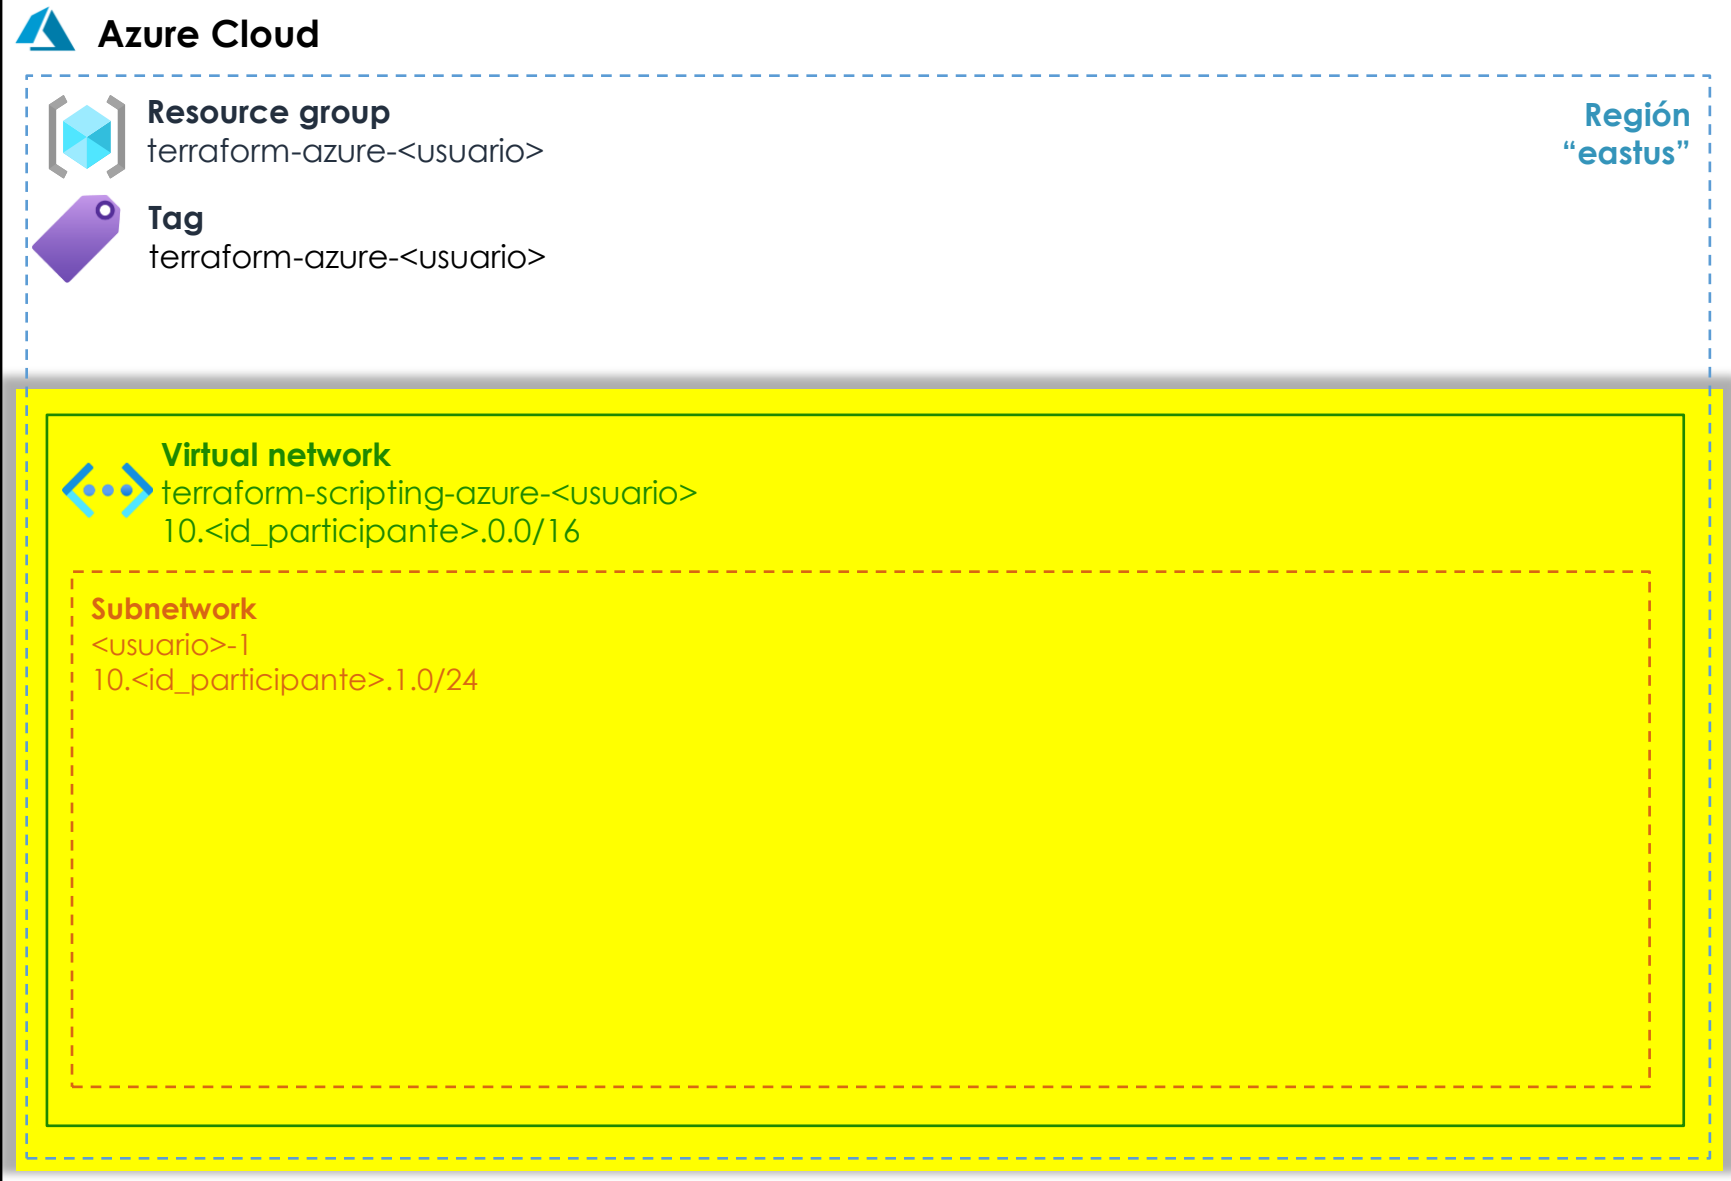 Azure Cloud
Resource group
terraform-azure-<usuario>
Región
“eastus”
Tag
terraform-azure-<usuario>
Virtual network
terraform-scripting-azure-<usuario>
10.<id_participante>.0.0/16
Subnetwork
<usuario>-1
10.<id_participante>.1.0/24